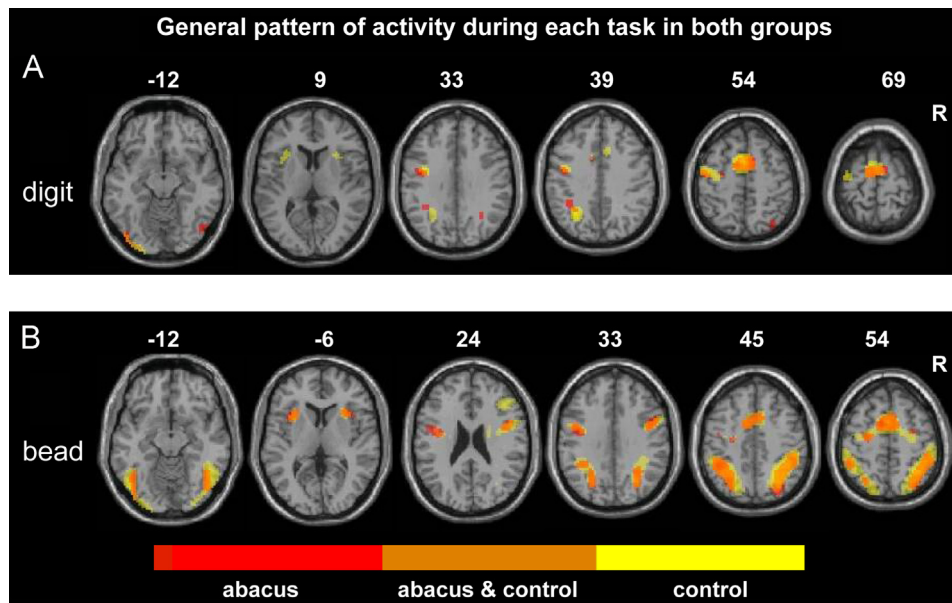 General pattern of activity during each task in both groups
A
-12 9 33 39 54 69
R
digit
B
-12 -6 24 33 45 54
R
bead
abacus abacus & control control